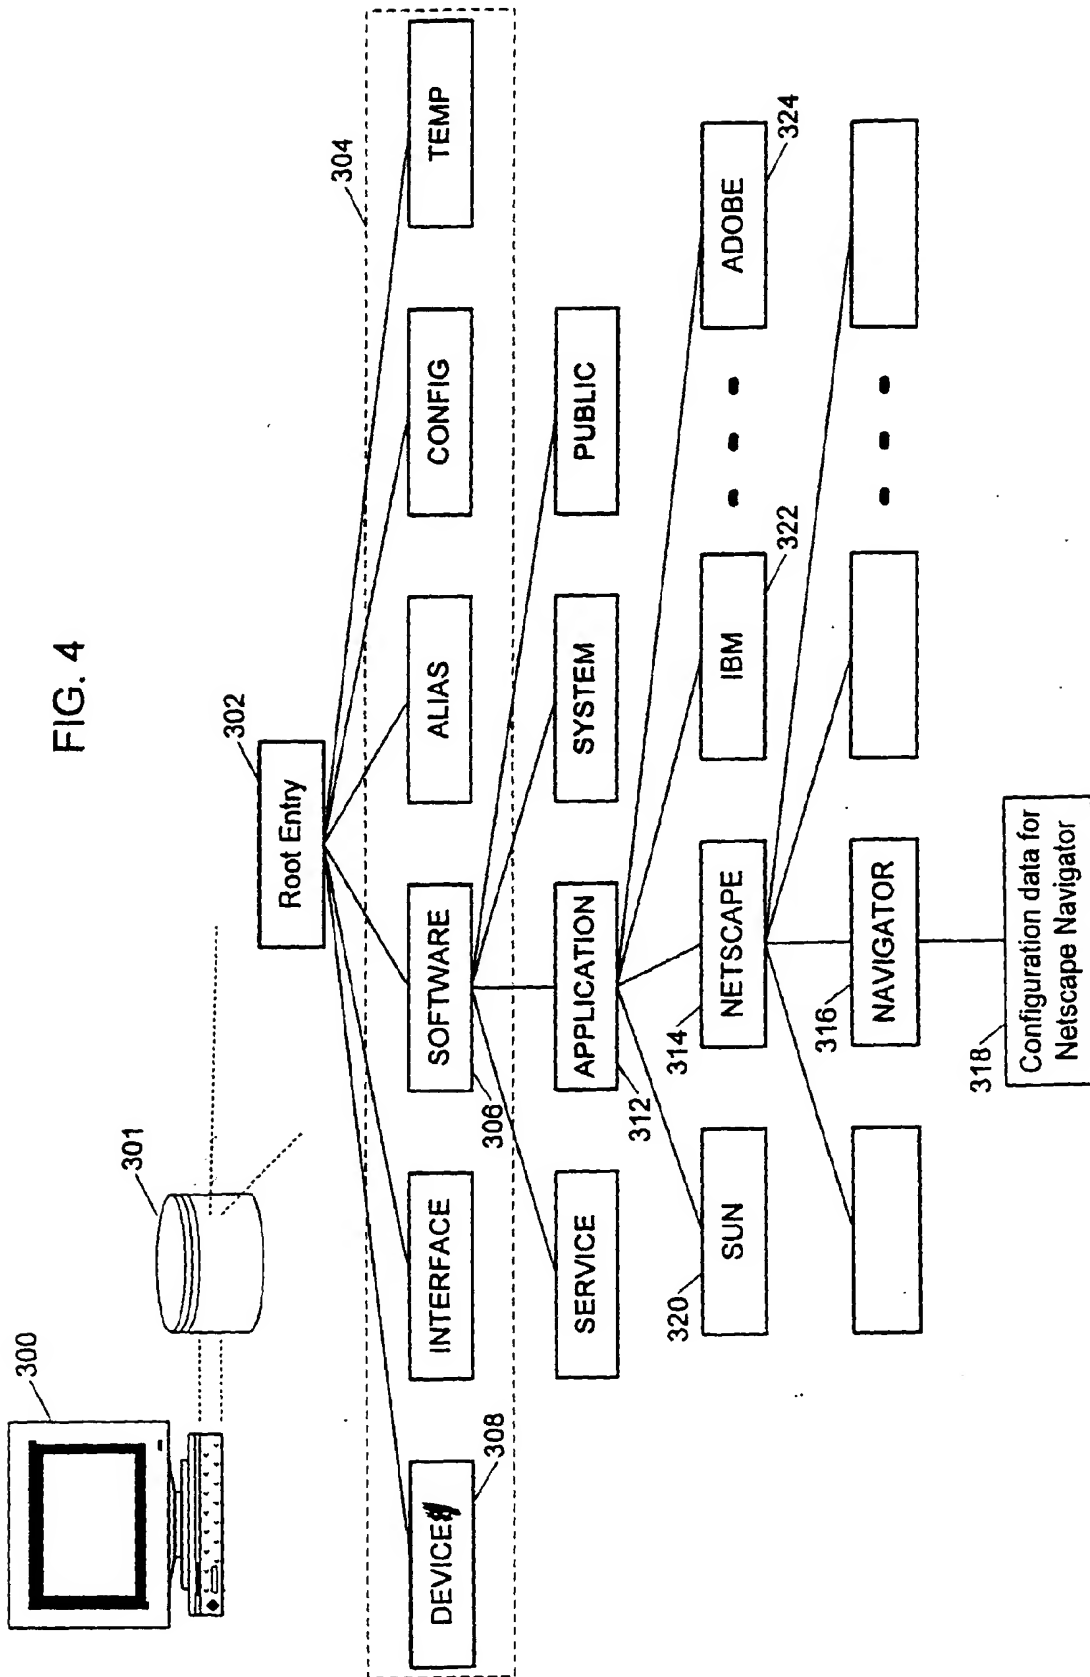 FIG. 4
300
301
302
Root Entry
304
DEVICE
INTERFACE
SOFTWARE
ALIAS
CONFIG
TEMP
308
306
SERVICE
APPLICATION
SYSTEM
PUBLIC
312
320
SUN
314
NETSCAPE
IBM
322
ADOBE
324
316
NAVIGATOR
318
Configuration data for
Netscape Navigator